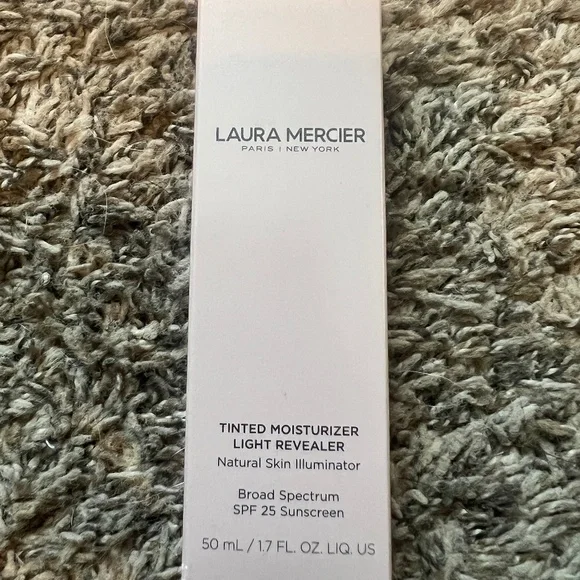 LAURA MERCIER
PARIS | NEW YORK
TINTED MOISTURIZER
LIGHT REVEALER
Natural Skin Illuminator
Broad Spectrum
SPF 25 Sunscreen
50 mL / 1.7 FL. OZ. LIQ. US